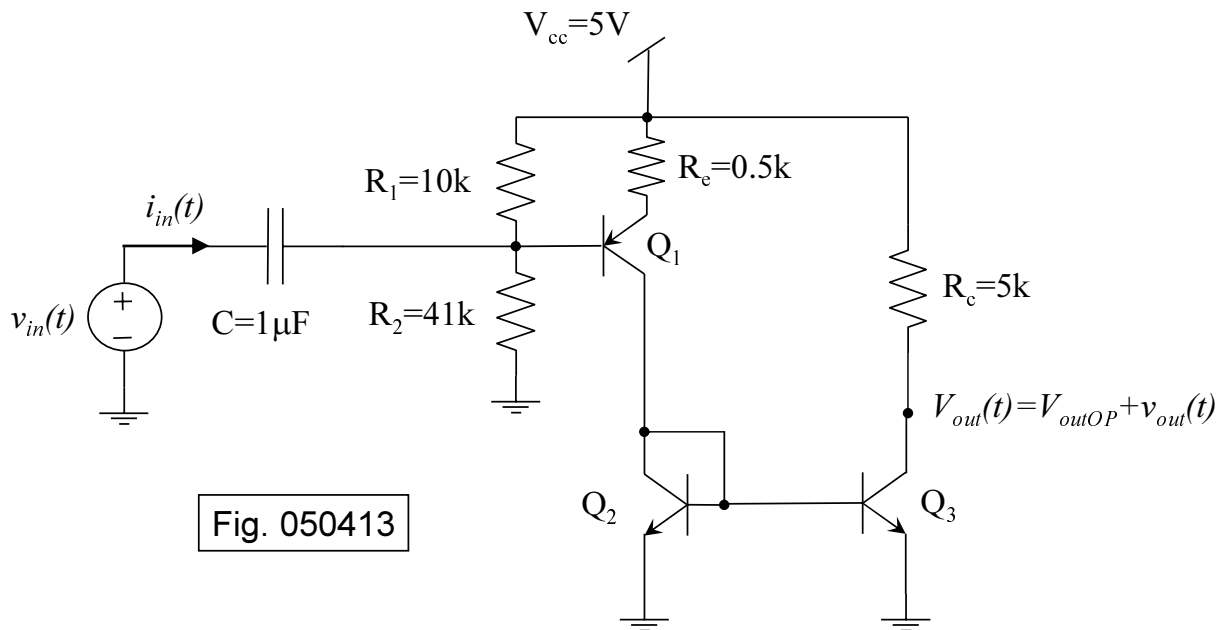 V_cc=5V
R_1=10k
R_e=0.5k
i_in(t)
Q_1
v_in(t)
+
−
C=1μF
R_2=41k
R_c=5k
V_out(t)=V_outOP+v_out(t)
Q_2
Q_3
Fig. 050413